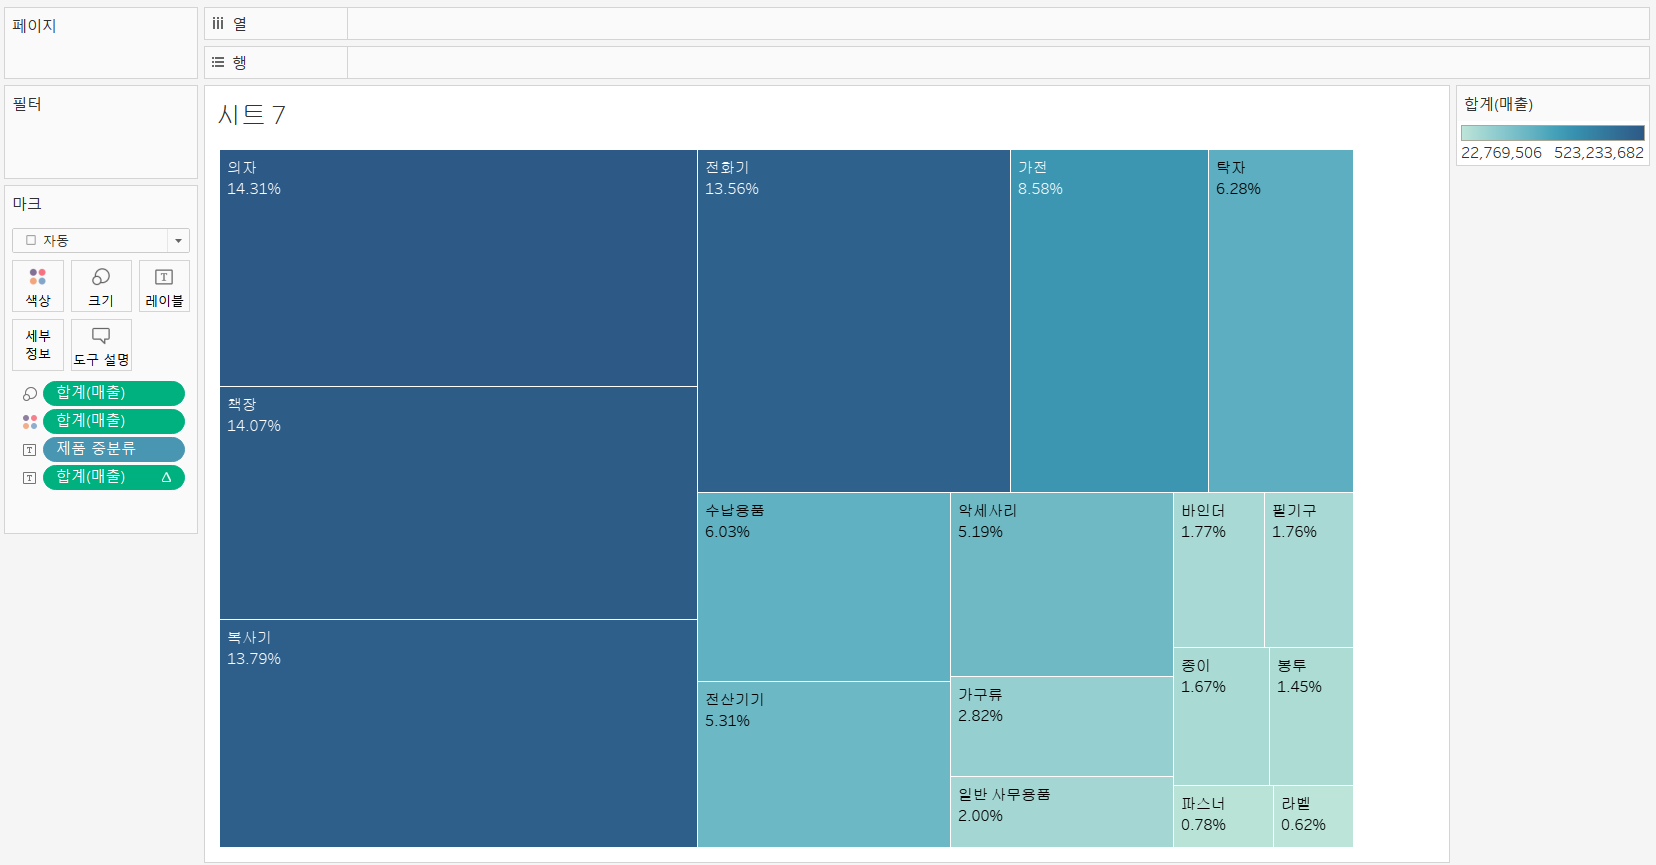 페이지
필터
마크
자동
색상
크기
레이블
세부
정보
도구 설명
합계(매출)
합계(매출)
제품 중분류
합계(매출) Δ
열
행
시트 7
의자
14.31%
책장
14.07%
복사기
13.79%
전화기
13.56%
가전
8.58%
탁자
6.28%
수납용품
6.03%
전산기기
5.31%
악세사리
5.19%
가구류
2.82%
일반 사무용품
2.00%
바인더
1.77%
필기구
1.76%
종이
1.67%
봉투
1.45%
파스너
0.78%
라벨
0.62%
합계(매출)
22,769,506 523,233,682